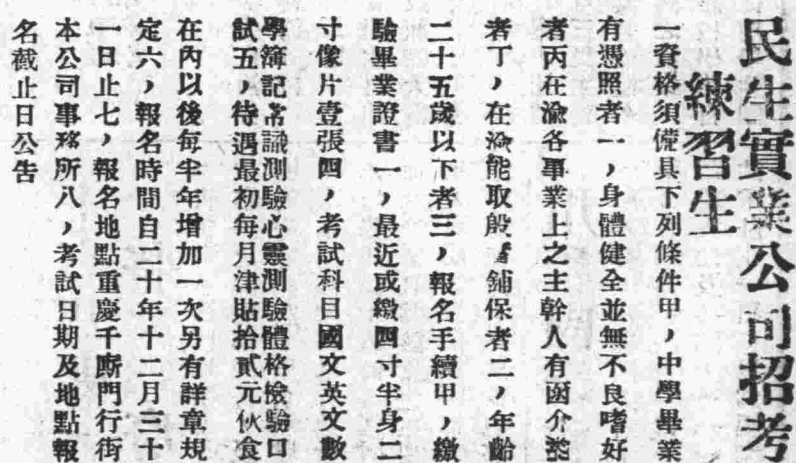 民生實業公司招考
練習生
一資格須備具下列條件甲，中學畢業
有憑照者一，身體健全並無不良嗜好
者丙在渝各事業上之主幹人有函介
者丁，在渝能取殷 鋪保者二，年齡
二十五歲以下者三，報名手續甲，繳
驗畢業證書一，最近或繳四寸半身二
寸像片壹張四，考試科目國文英文數
學簿記常識測驗心靈測驗體格檢驗口
試五，待遇最初每月津貼拾貳元伙食
在內以後每半年增加一次另有詳章規
定六，報名時間自二十年十二月三十
一日止七，報名地點重慶千廝門行街
本公司事務所八，考試日期及地點報
名截止日公告